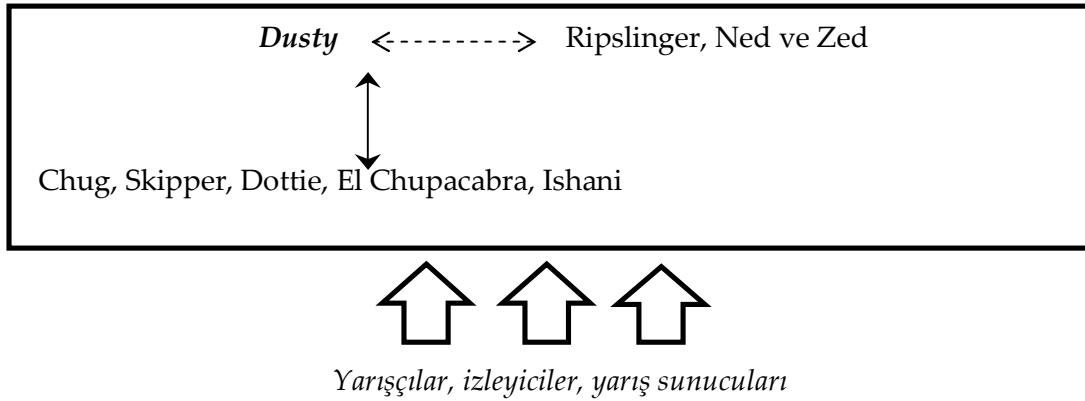 Dusty Ripslinger, Ned ve Zed
Chug, Skipper, Dottie, El Chupacabra, Ishani
Yarışçılar, izleyiciler, yarış sunucuları